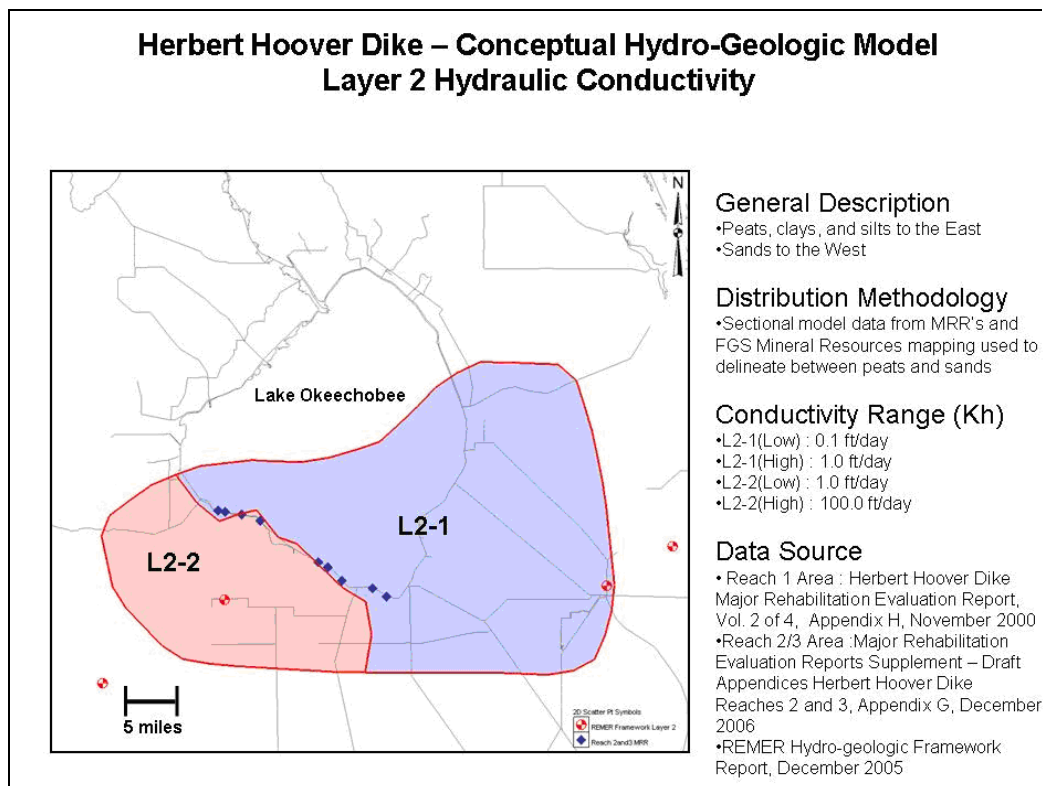 Herbert Hoover Dike – Conceptual Hydro-Geologic Model
Layer 2 Hydraulic Conductivity
N
Lake Okeechobee
L2-1
L2-2
5 miles
2D Scatter Pt Symbols
REMER Framework Layer 2
Reach 2and3 MRR
General Description
•Peats, clays, and silts to the East
•Sands to the West
Distribution Methodology
•Sectional model data from MRR's and
FGS Mineral Resources mapping used to
delineate between peats and sands
Conductivity Range (Kh)
•L2-1(Low) : 0.1 ft/day
•L2-1(High) : 1.0 ft/day
•L2-2(Low) : 1.0 ft/day
•L2-2(High) : 100.0 ft/day
Data Source
• Reach 1 Area : Herbert Hoover Dike
Major Rehabilitation Evaluation Report,
Vol. 2 of 4, Appendix H, November 2000
•Reach 2/3 Area :Major Rehabilitation
Evaluation Reports Supplement – Draft
Appendices Herbert Hoover Dike
Reaches 2 and 3, Appendix G, December
2006
•REMER Hydro-geologic Framework
Report, December 2005